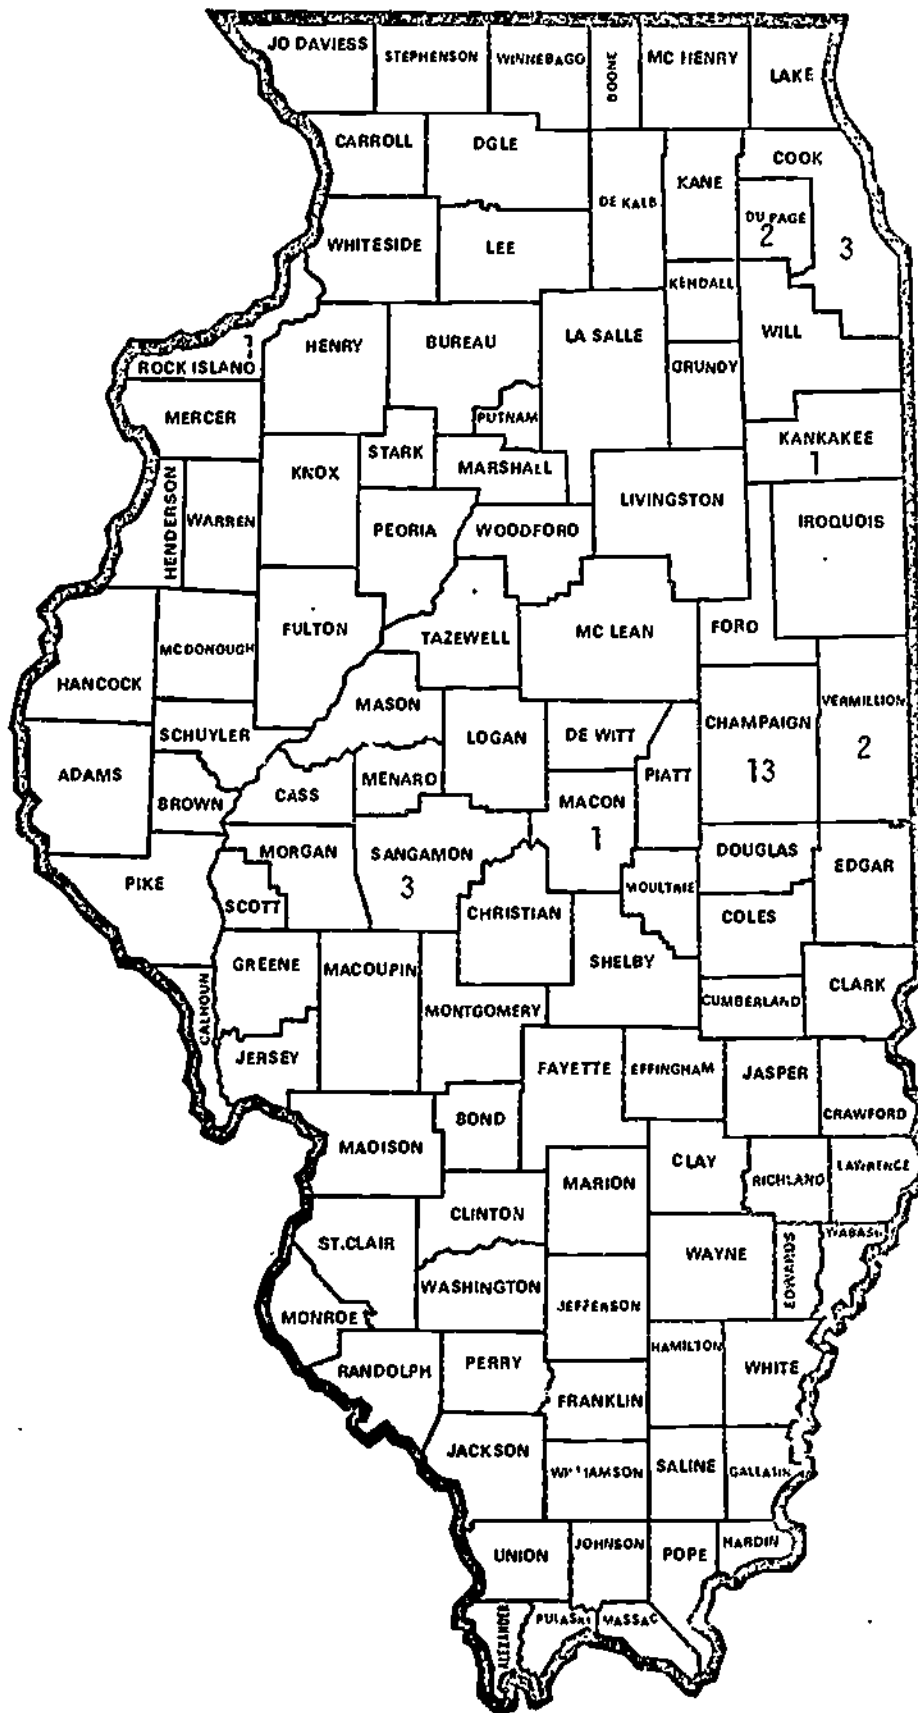 JO DAVIESS
STEPHENSON
WINNEBAGO
BOONE
MC HENRY
LAKE
CARROLL
OGLE
DE KALB
KANE
COOK
DU PAGE
2
3
WHITESIDE
LEE
KENDALL
WILL
1
ROCK ISLAND
HENRY
BUREAU
LA SALLE
GRUNDY
MERCER
PUTNAM
KANKAKEE
1
KNOX
STARK
MARSHALL
HENDERSON
WARREN
PEORIA
WOODFORD
LIVINGSTON
IROQUOIS
HANCOCK
MCDONOUGH
FULTON
TAZEWELL
MC LEAN
FORD
SCHUYLER
MASON
LOGAN
DE WITT
PIATT
CHAMPAIGN
13
VERMILLION
2
ADAMS
BROWN
CASS
MENARD
MACON
1
PIKE
SCOTT
MORGAN
SANGAMON
3
CHRISTIAN
MOULTRIE
DOUGLAS
EDGAR
COLES
SHELBY
CALHOUN
GREENE
MACOUPIN
MONTGOMERY
CUMBERLAND
CLARK
JERSEY
FAYETTE
EFFINGHAM
JASPER
CRAWFORD
MADISON
BOND
CLAY
RICHLAND
LAWRENCE
MARION
CLINTON
ST.CLAIR
WASHINGTON
WAYNE
EDWARDS
WABASH
MONROE
JEFFERSON
RANDOLPH
PERRY
HAMILTON
WHITE
FRANKLIN
JACKSON
WILLIAMSON
SALINE
GALLATIN
UNION
JOHNSON
POPE
HARDIN
ALEXANDER
PULASKI
MASSAC